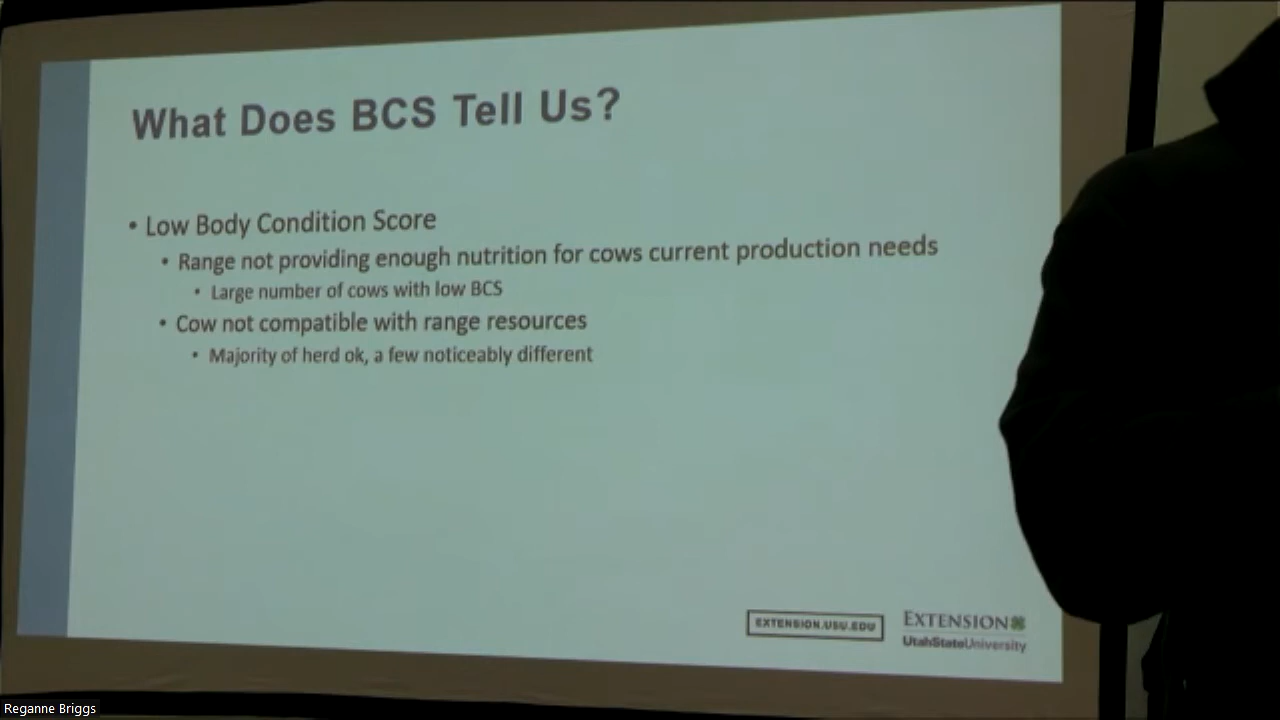 What Does BCS Tell Us?
• Low Body Condition Score
• Range not providing enough nutrition for cows current production needs
• Large number of cows with low BCS
• Cow not compatible with range resources
• Majority of herd ok, a few noticeably different
EXTENSION.USU.EDU
EXTENSION
UtahStateUniversity
Reganne Briggs